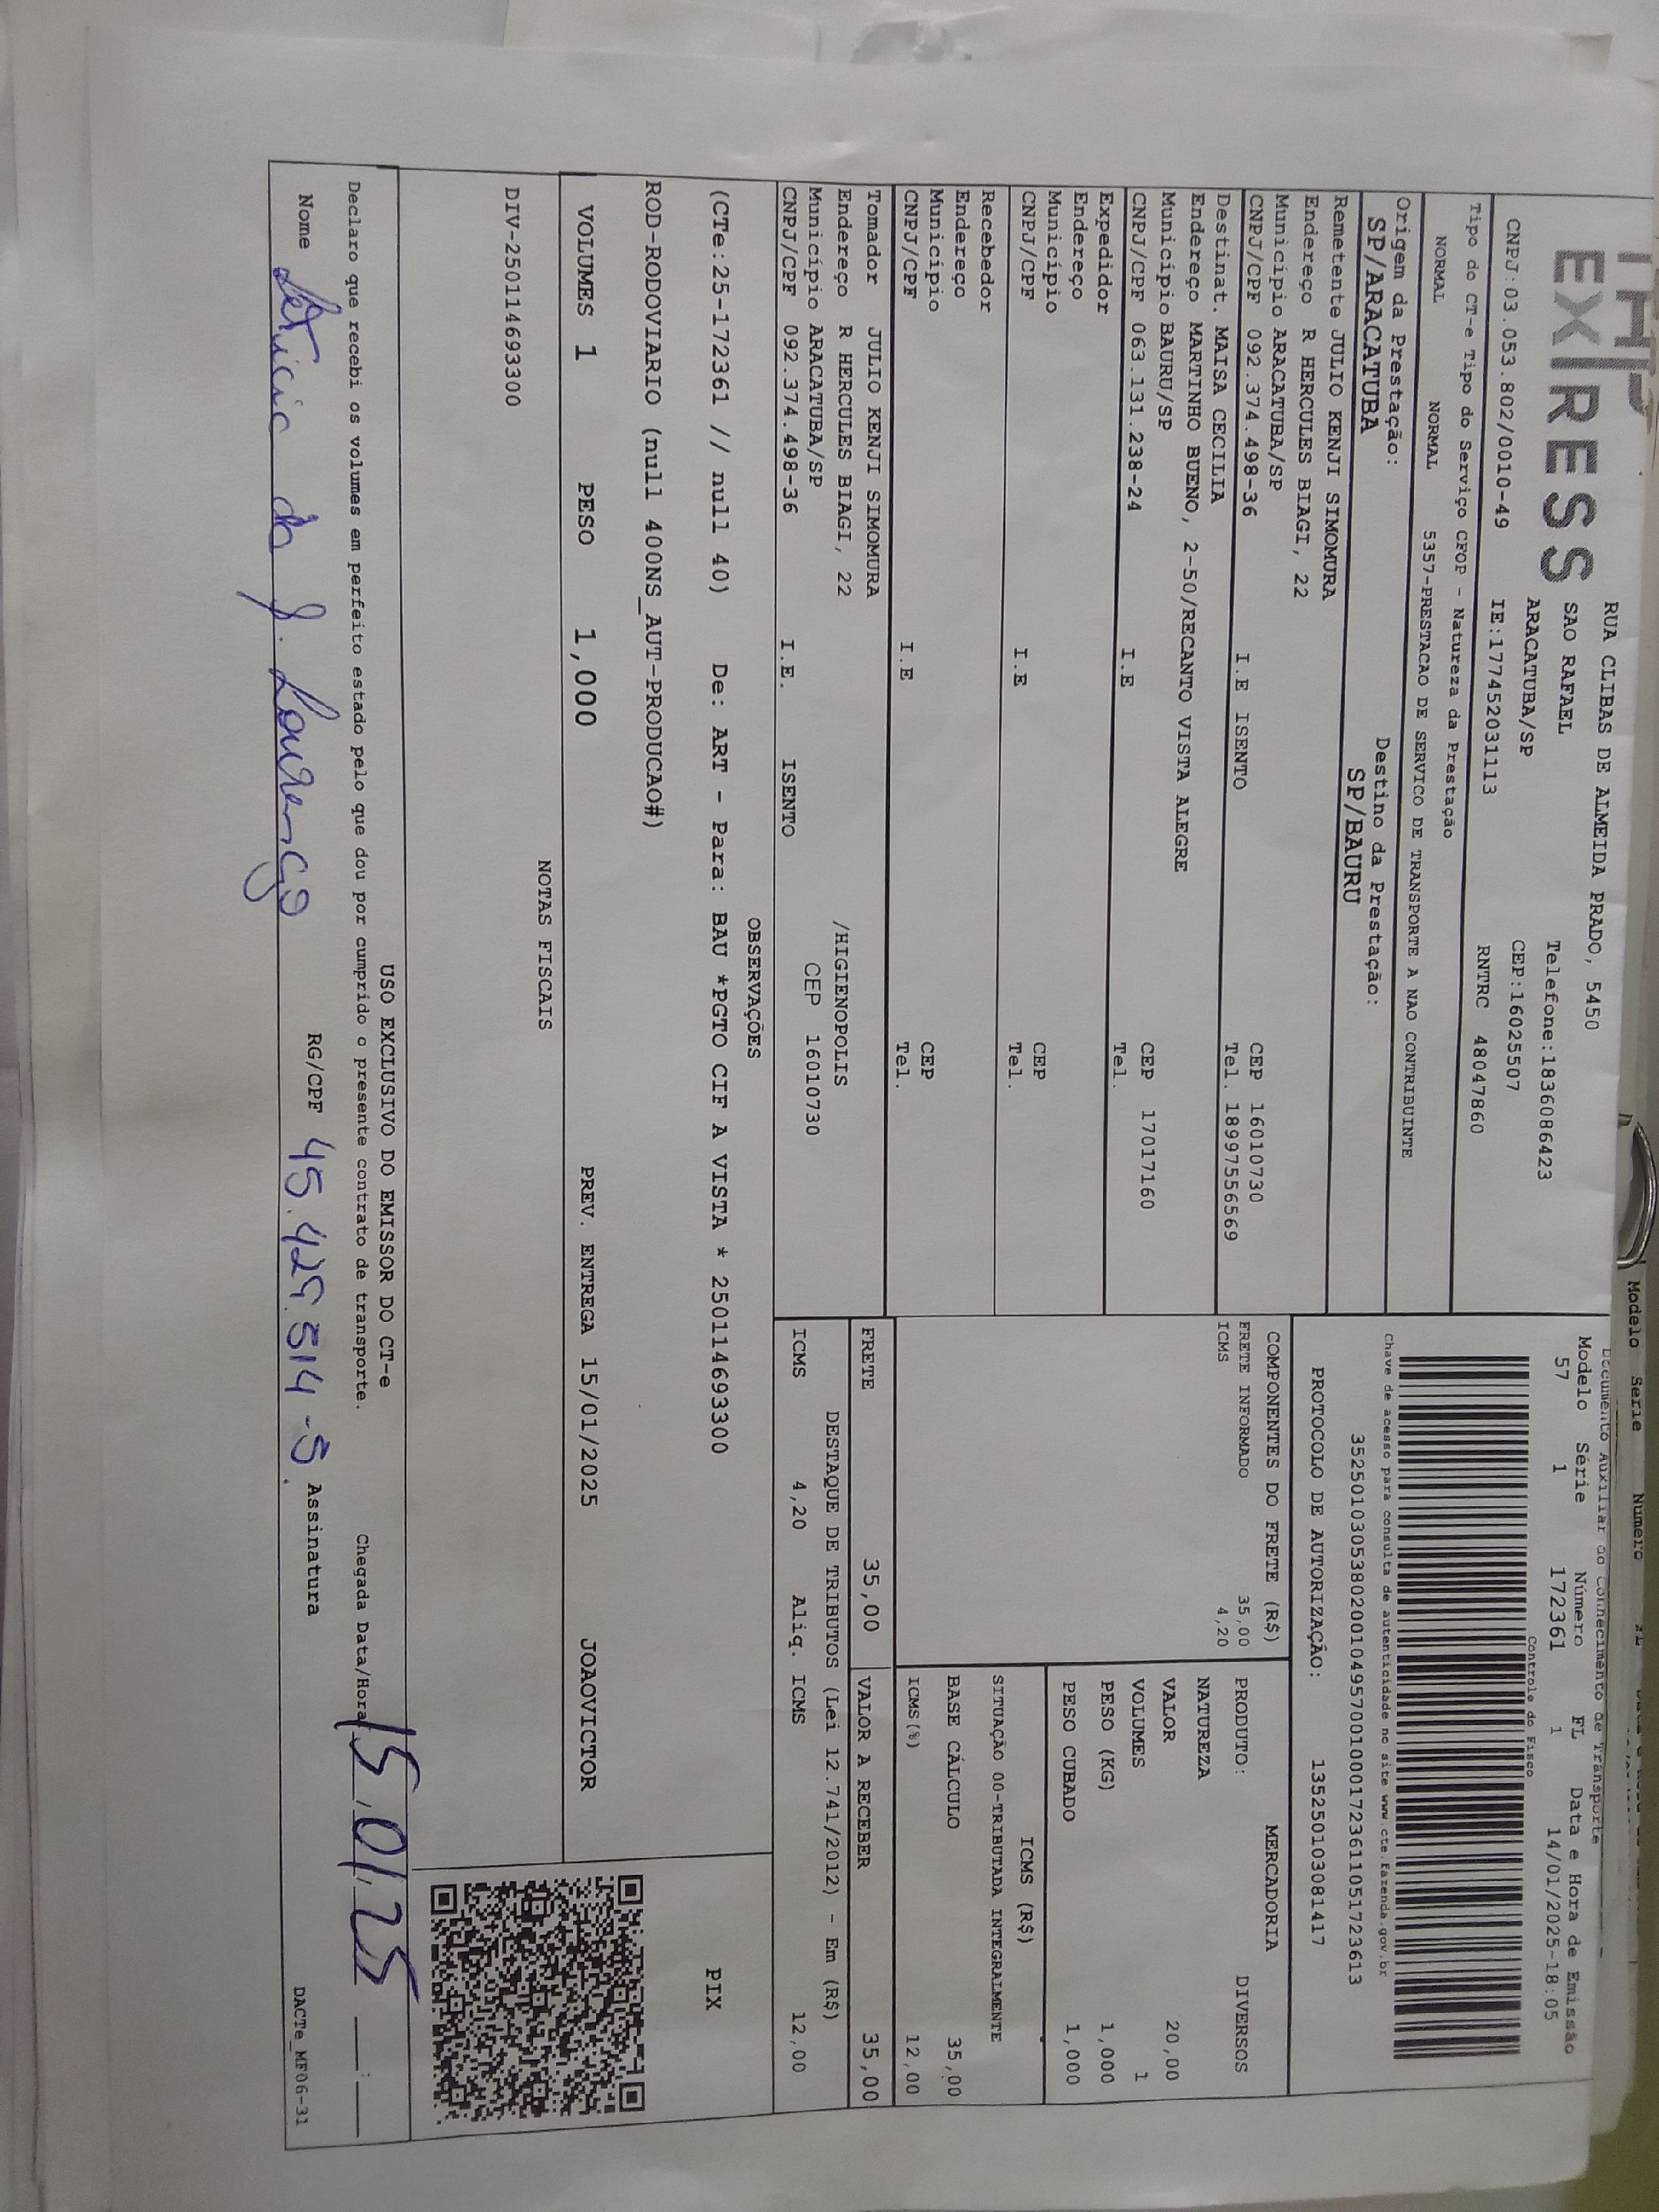 EXPRESS
RUA CLIBAS DE ALMEIDA PRADO, 5450
SAO RAFAEL Telefone:1836086423
ARACATUBA/SP CEP:16025507
CNPJ:03.053.802/0010-49 IE:177452031113 RNTRC 48047860
Tipo do CT-e Tipo do Serviço CFOP - Natureza da Prestação
NORMAL NORMAL 5357-PRESTACAO DE SERVICO DE TRANSPORTE A NAO CONTRIBUINTE
Origem da Prestação: Destino da Prestação:
SP/ARACATUBA SP/BAURU
Remetente JULIO KENJI SIMOMURA
Endereço R HERCULES BIAGI, 22
Município ARACATUBA/SP CEP 16010730
CNPJ/CPF 092.374.498-36 I.E ISENTO Tel. 18997556569
Destinat. MAISA CECILIA
Endereço MARTINHO BUENO, 2-50/RECANTO VISTA ALEGRE
Município BAURU/SP CEP 17017160
CNPJ/CPF 063.131.238-24 I.E Tel.
Expedidor
Endereço
Município CEP
CNPJ/CPF I.E Tel.
Recebedor
Endereço
Município CEP
CNPJ/CPF I.E Tel.
Tomador JULIO KENJI SIMOMURA
Endereço R HERCULES BIAGI, 22 /HIGIENOPOLIS
Município ARACATUBA/SP CEP 16010730
CNPJ/CPF 092.374.498-36 I.E. ISENTO
Modelo Serie Numero
Documento Auxiliar do Conhecimento de Transporte
Modelo Série Número FL Data e Hora de Emissão
57 1 172361 1 14/01/2025-18:05
Controle do Fisco
Chave de acesso para consulta de autenticidade no site www.cte.fazenda.gov.br
35250103053802001049570010001723611051723613
PROTOCOLO DE AUTORIZAÇÃO: 135250103081417
COMPONENTES DO FRETE (R$)
FRETE INFORMADO 35,00
ICMS 4,20
MERCADORIA
PRODUTO: DIVERSOS
NATUREZA
VALOR 20,00
VOLUMES 1
PESO (KG) 1,000
PESO CUBADO 1,000
ICMS (R$)
SITUAÇÃO 00-TRIBUTADA INTEGRALMENTE
BASE CÁLCULO 35,00
ICMS(%) 12,00
FRETE 35,00 VALOR A RECEBER 35,00
DESTAQUE DE TRIBUTOS (Lei 12.741/2012) - Em (R$)
ICMS 4,20 Aliq. ICMS 12,00
OBSERVAÇÕES
(CTe:25-172361 // null 40) De: ART - Para: BAU *PGTO CIF A VISTA * 250114693300
ROD-RODOVIARIO (null 400NS_AUT-PRODUCAO#)
PIX
VOLUMES 1 PESO 1,000 PREV. ENTREGA 15/01/2025 JOAOVICTOR
NOTAS FISCAIS
DIV-250114693300
USO EXCLUSIVO DO EMISSOR DO CT-e
Declaro que recebi os volumes em perfeito estado pelo que dou por cumprido o presente contrato de transporte. Chegada Data/Hora 15/01/25 ___:___
Nome Leticia da S. Lourenço RG/CPF 45.429.514-5. Assinatura
DACTe_MF06-31